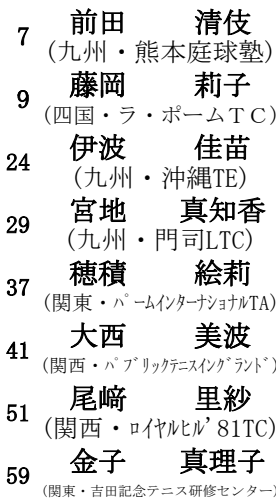 7 前田 清伎
(九州・熊本庭球塾)
9 藤岡 莉子
(四国・ラ・ポームＴＣ)
24 伊波 佳苗
(九州・沖縄TE)
29 宮地 真知香
(九州・門司LTC)
37 穂積 絵莉
(関東・ﾊﾟｰﾑｲﾝﾀｰﾅｼｮﾅﾙTA)
41 大西 美波
(関西・ﾊﾟﾌﾞﾘｯｸﾃﾆｽｲﾝｸﾞﾗﾝﾄﾞ)
51 尾﨑 里紗
(関西・ﾛｲﾔﾙﾋﾙ’81TC)
59 金子 真理子
(関東・吉田記念テニス研修センター)